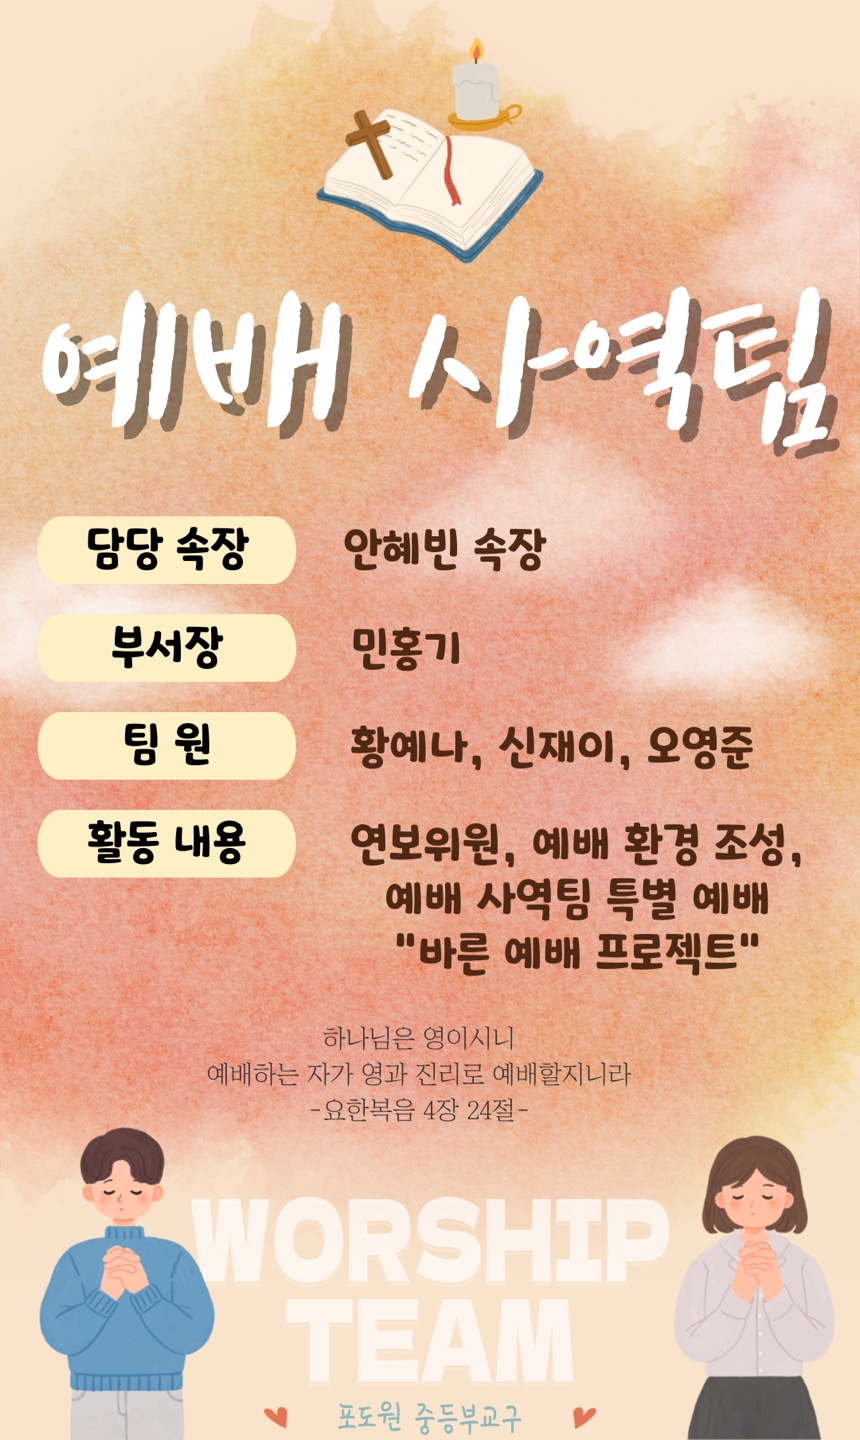 예배 사역팀
담당 속장 안혜빈 속장
부서장 민홍기
팀 원 황예나, 신재이, 오영준
활동 내용 연보위원, 예배 환경 조성,
예배 사역팀 특별 예배
"바른 예배 프로젝트"
하나님은 영이시니
예배하는 자가 영과 진리로 예배할지니라
-요한복음 4장 24절-
WORSHIP
TEAM
포도원 중등부교구